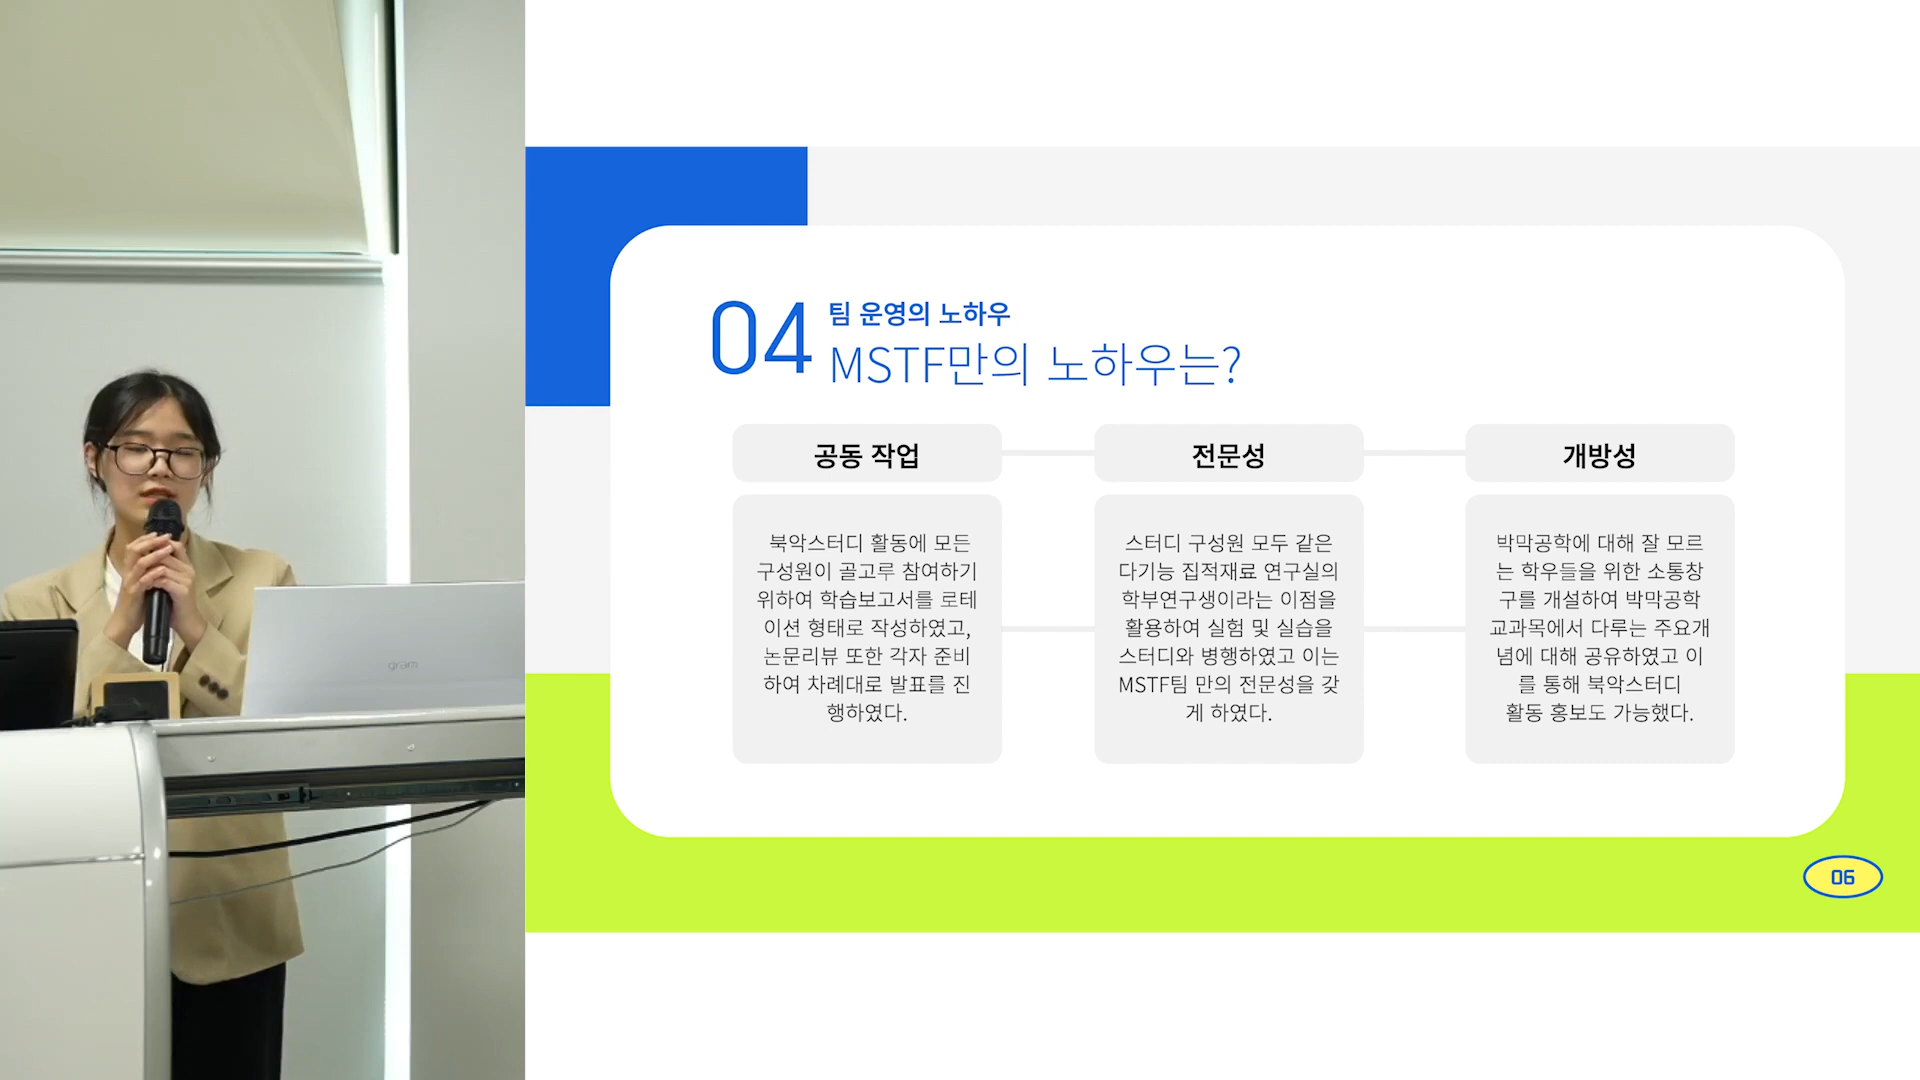 04
팀 운영의 노하우
MSTF만의 노하우는?
공동 작업
북악스터디 활동에 모든
구성원이 골고루 참여하기
위하여 학습보고서를 로테
이션 형태로 작성하였고,
논문리뷰 또한 각자 준비
하여 차례대로 발표를 진
행하였다.
전문성
스터디 구성원 모두 같은
다기능 집적재료 연구실의
학부연구생이라는 이점을
활용하여 실험 및 실습을
스터디와 병행하였고 이는
MSTF팀 만의 전문성을 갖
게 하였다.
개방성
박막공학에 대해 잘 모르
는 학우들을 위한 소통창
구를 개설하여 박막공학
교과목에서 다루는 주요개
념에 대해 공유하였고 이
를 통해 북악스터디
활동 홍보도 가능했다.
06
gram